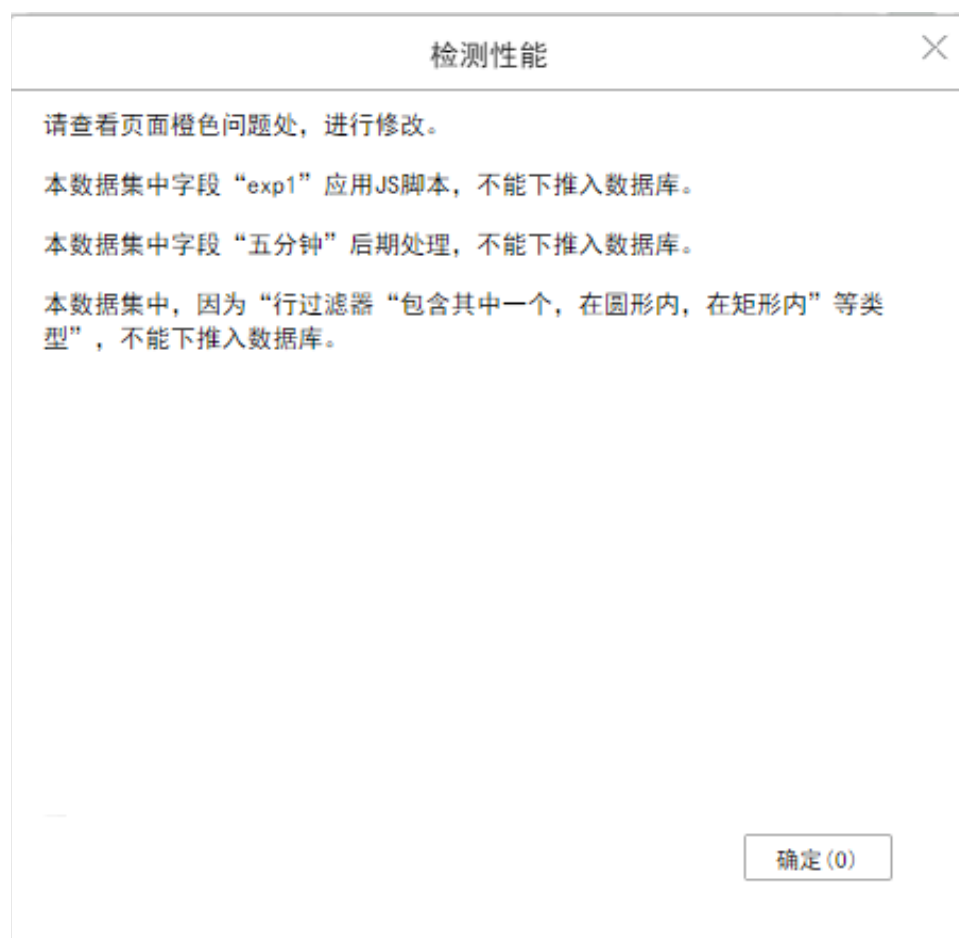 检测性能
请查看页面橙色问题处，进行修改。
本数据集中字段“exp1”应用JS脚本，不能下推入数据库。
本数据集中字段“五分钟”后期处理，不能下推入数据库。
本数据集中，因为“行过滤器“包含其中一个，在圆形内，在矩形内”等类
型”，不能下推入数据库。
确定(O)